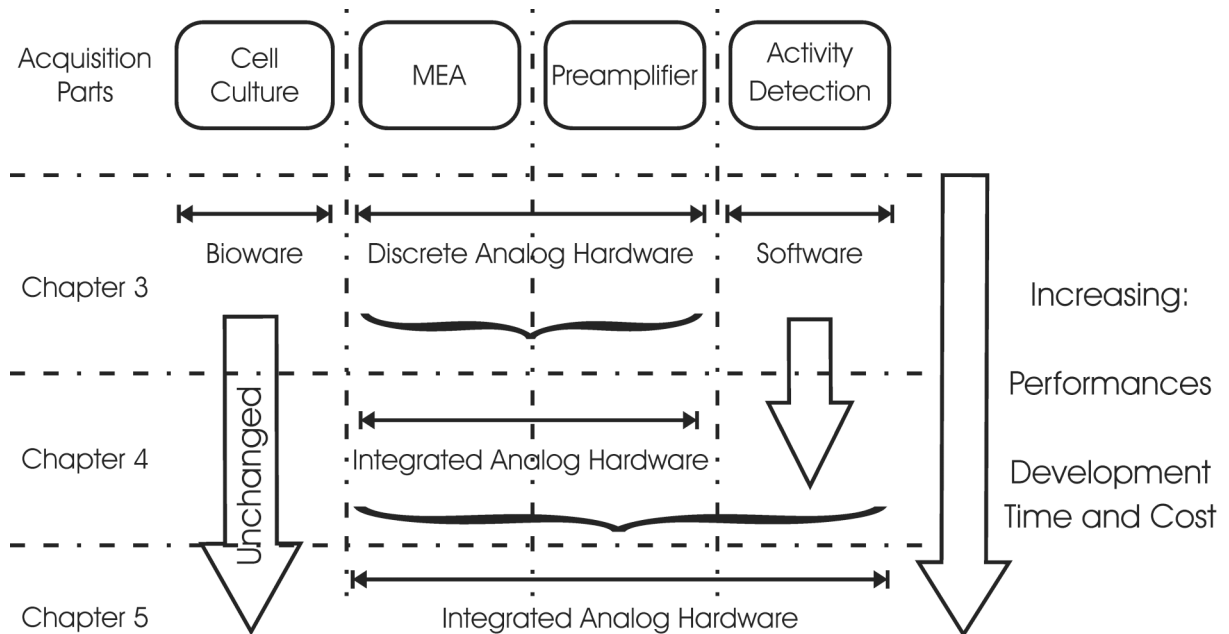 Acquisition
Parts
Cell
Culture
MEA
Preamplifier
Activity
Detection
Bioware
Discrete Analog Hardware
Software
Chapter 3
Increasing:
Performances
Unchanged
Chapter 4
Integrated Analog Hardware
Development
Time and Cost
Chapter 5
Integrated Analog Hardware